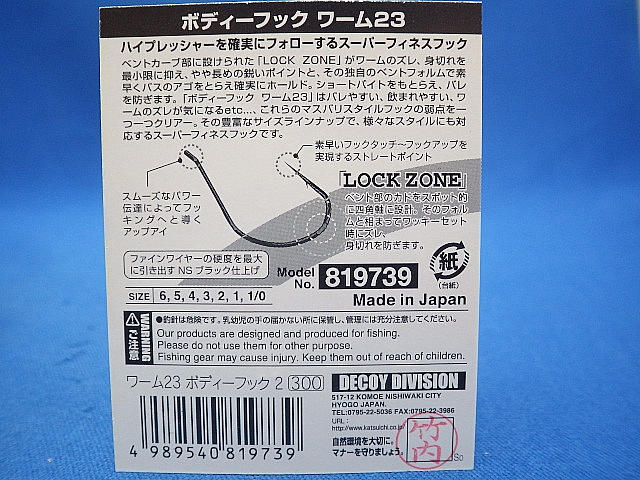 ボディーフック ワーム23
ハイプレッシャーを確実にフォローするスーパーフィネスフック
ベントカーブ部に設けられた「LOCK ZONE」がワームのズレ、身切れを
最小限に抑え、やや長めの鋭いポイントと、その独自のベントフォルムで素
早くバスのアゴをとらえ確実にホールド。ショートバイトをもとらえ、バラシ
を防ぎます。「ボディーフック ワーム23」はバレやすい、飲まれやすい、ワ
ームのズレが気になるetc...、これらのマスバリスタイルフックの弱点を一
つ一つクリアー。その豊富なサイズラインナップで、様々なスタイルにも対
応するスーパーフィネスフックです。
素早いフックタッチ〜フックアップを
実現するストレートポイント
スムーズなパワー
伝達によってフッ
キングへと導く
アップアイ
「LOCK ZONE」
ベント部のカドをスポット的
に四角軸に設計。そのフォル
ムと相まってワッキーセット
時にズレ、
身切れを防ぎます。
ファインワイヤーの硬度を最大
に引き出す NSブラック仕上げ
紙
(台紙)
Model No. 819739
SIZE 6, 5, 4, 3, 2, 1, 1/0
Made in Japan
WARNING
ご注意
●釣針は危険です。乳幼児の手の届かない所に保管し、管理には充分注意してください。
Our products are designed and produced for fishing.
Please do not use them for other purpose.
Fishing gear may cause injury. Keep them out of reach of children.
ワーム23 ボディーフック 2 300
4 989540 819739
DECOY DIVISION
517-12 KOMOE NISHIWAKI CITY
HYOGO JAPAN.
TEL:0795-22-5036 FAX:0795-22-3986
URL:
http://www.katsuichi.co.jp
自然環境を大切に。
マナーを守りましょう。
竹内